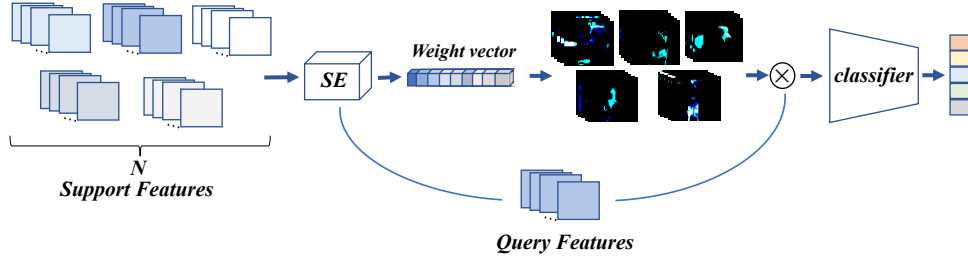 SE
Weight vector
classifier
N
Support Features
Query Features